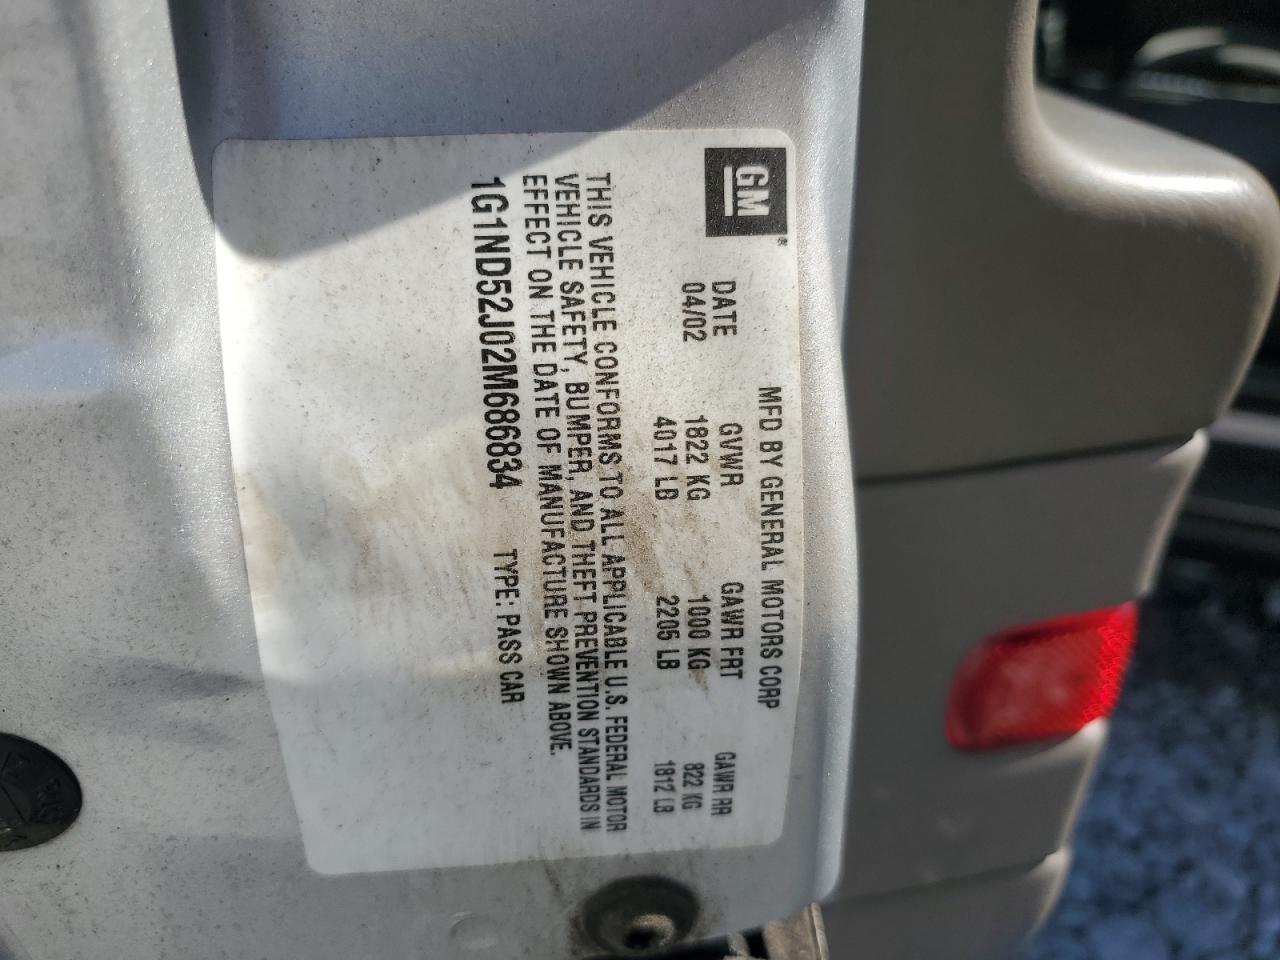 GM®
MFD BY GENERAL MOTORS CORP
DATE GVWR GAWR FRT GAWR RR
04/02 1822 KG 1000 KG 822 KG
4017 LB 2205 LB 1812 LB
THIS VEHICLE CONFORMS TO ALL APPLICABLE U.S. FEDERAL MOTOR
VEHICLE SAFETY, BUMPER, AND THEFT PREVENTION STANDARDS IN
EFFECT ON THE DATE OF MANUFACTURE SHOWN ABOVE.
1G1ND52J02M686834 TYPE: PASS CAR